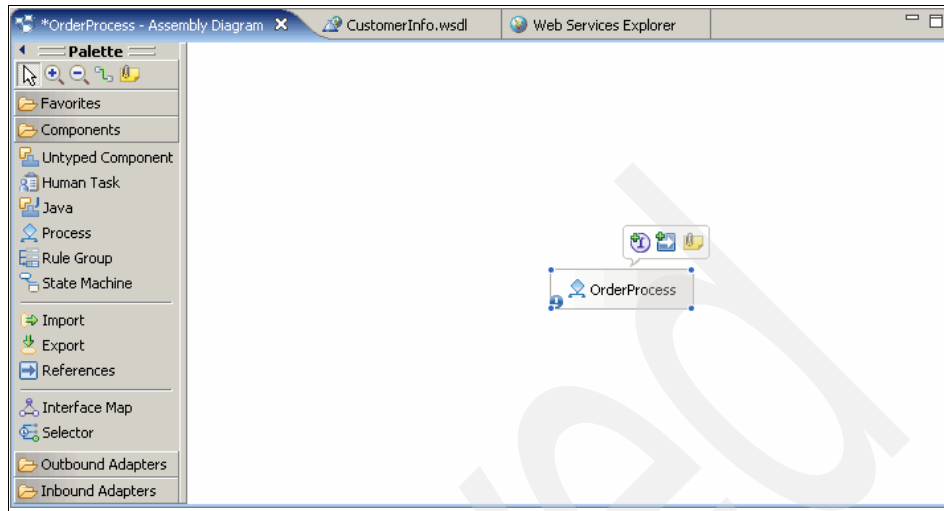 *OrderProcess - Assembly Diagram
CustomerInfo.wsdl
Web Services Explorer
Palette
Favorites
Components
Untyped Component
Human Task
Java
Process
Rule Group
State Machine
Import
Export
References
Interface Map
Selector
Outbound Adapters
Inbound Adapters
OrderProcess